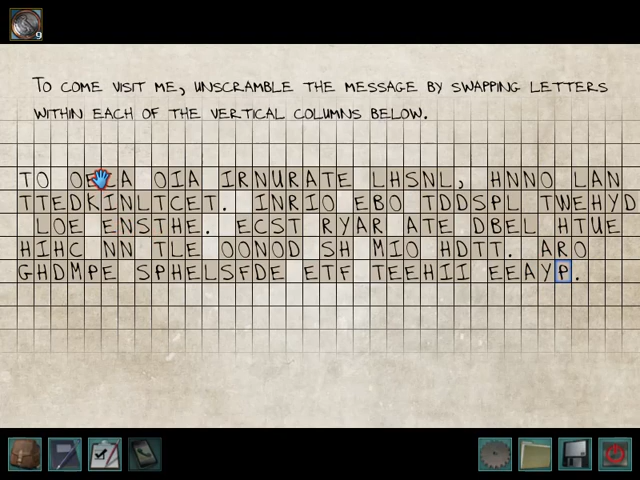 9
TO COME VISIT ME, UNSCRAMBLE THE MESSAGE BY SWAPPING LETTERS
WITHIN EACH OF THE VERTICAL COLUMNS BELOW.
TO OELA OIA IRNURATE LHSNL, HNNO LAN
TTEDKINLTCET. INRIO EBO TDDSPL TWEHYD
LOE ENSTHE. ECST RYAR ATE DBEL HTUE
HIHC NN TLE OONOD SH MIO HDTT. ARO
GHDMPE SPHELSFDE ETF TEEHII EEAYP.